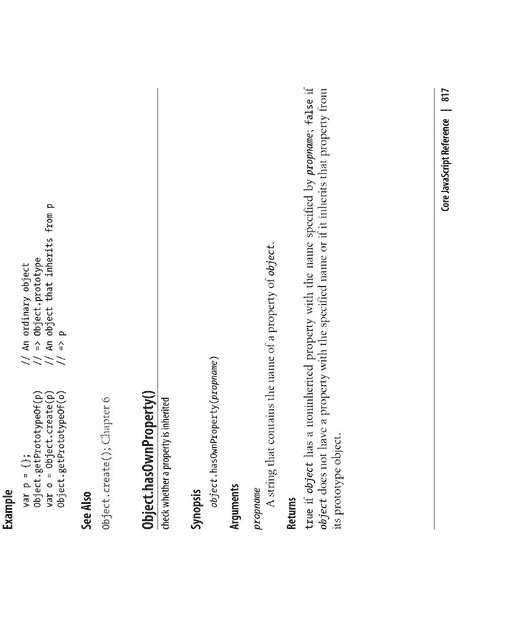 Example
var p = {}; // An ordinary object
Object.getPrototypeOf(p) // => Object.prototype
var o = Object.create(p) // An object that inherits from p
Object.getPrototypeOf(o) // => p
See Also
Object.create(); Chapter 6
Object.hasOwnProperty()
check whether a property is inherited
Synopsis
object.hasOwnProperty(propname)
Arguments
propname
A string that contains the name of a property of object.
Returns
true if object has a noninherited property with the name specified by propname; false if
object does not have a property with the specified name or if it inherits that property from
its prototype object.
Core JavaScript Reference | 817